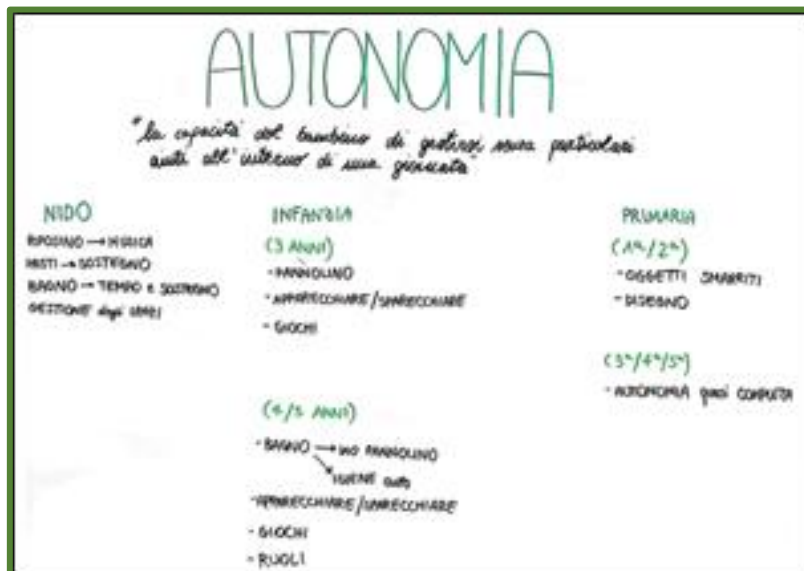 AUTONOMIA
"la capacità del bambino di gestirsi senza particolari
aiuti all'interno di una giornata"
NIDO
RIPOSINO → MUSICA
PASTI → SOSTEGNO
BAGNO → TEMPO e SOSTEGNO
GESTIONE degli SPAZI
INFANZIA
(3 ANNI)
- PANNOLINO
- APPARECCHIARE/SPARECCHIARE
- GIOCHI
(4/5 ANNI)
- BAGNO → NO PANNOLINO
IGIENE
- APPARECCHIARE/SPARECCHIARE
- GIOCHI
- RUOLI
PRIMARIA
(1ª/2ª)
- OGGETTI SMARRITI
- DISEGNO
(3ª/4ª/5ª)
- AUTONOMIA quasi COMPLETA